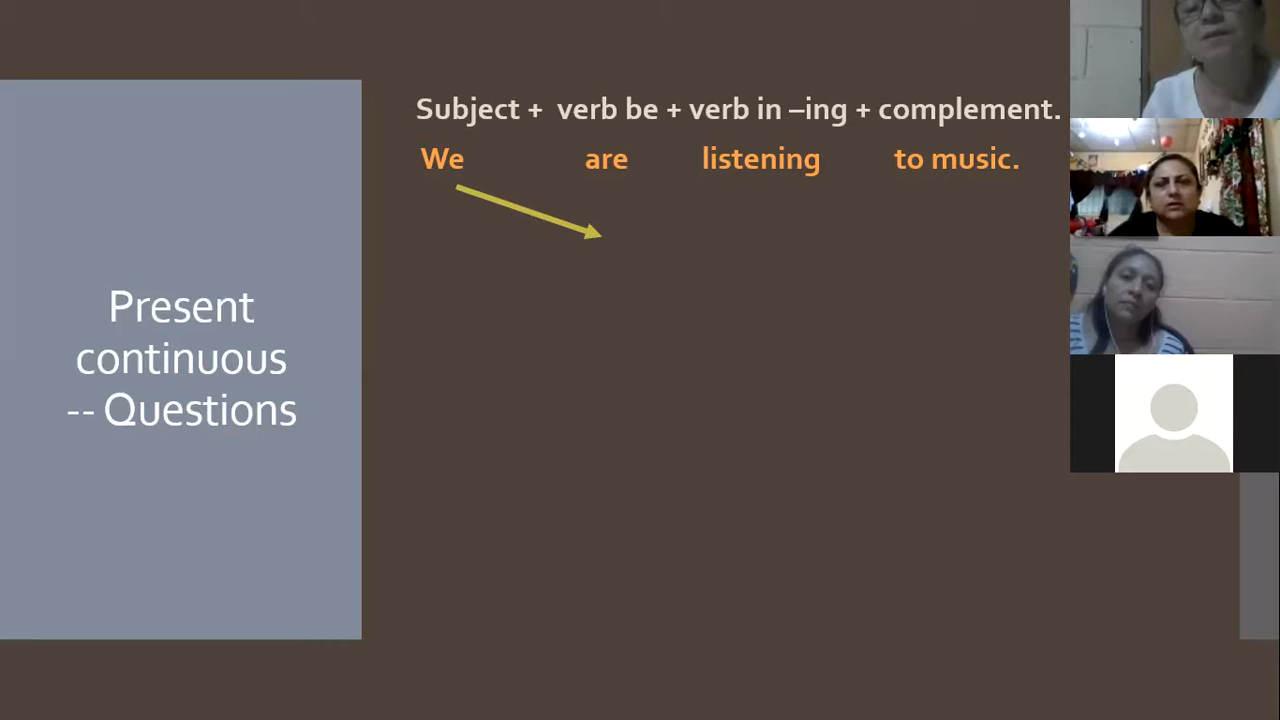 Present
continuous
-- Questions
Subject + verb be + verb in –ing + complement.
We are listening to music.